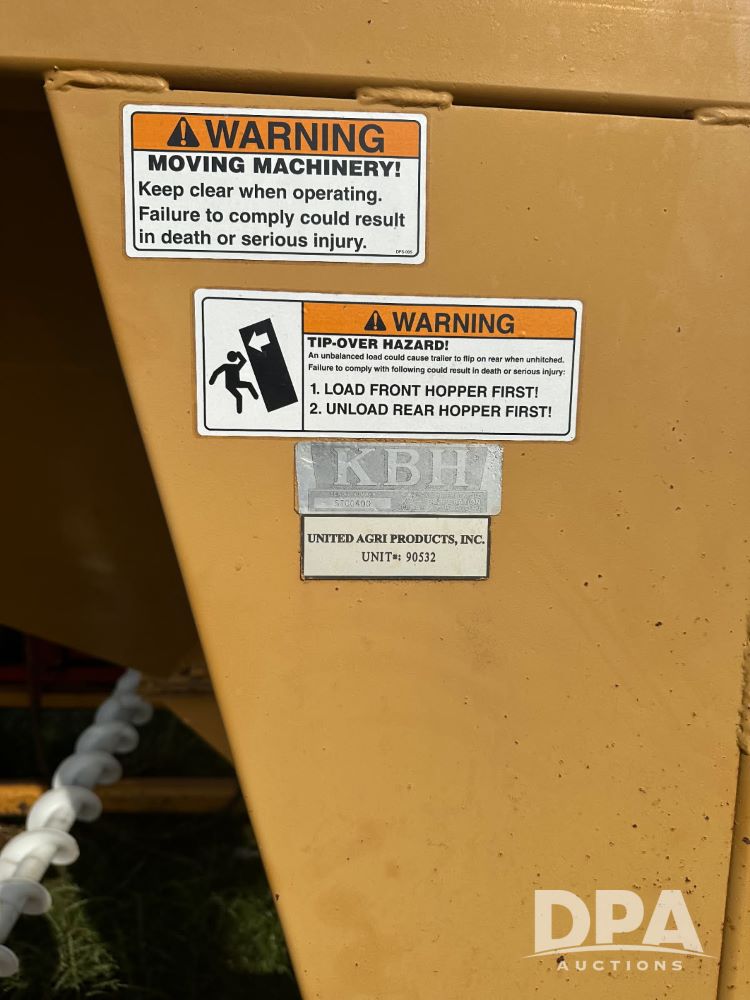 WARNING
MOVING MACHINERY!
Keep clear when operating.
Failure to comply could result
in death or serious injury.
WARNING
TIP-OVER HAZARD!
An unbalanced load could cause trailer to flip on rear when unhitched.
Failure to comply with following could result in death or serious injury:
1. LOAD FRONT HOPPER FIRST!
2. UNLOAD REAR HOPPER FIRST!
KBH
UNITED AGRI PRODUCTS, INC.
UNIT#: 90532
DPA
AUCTIONS